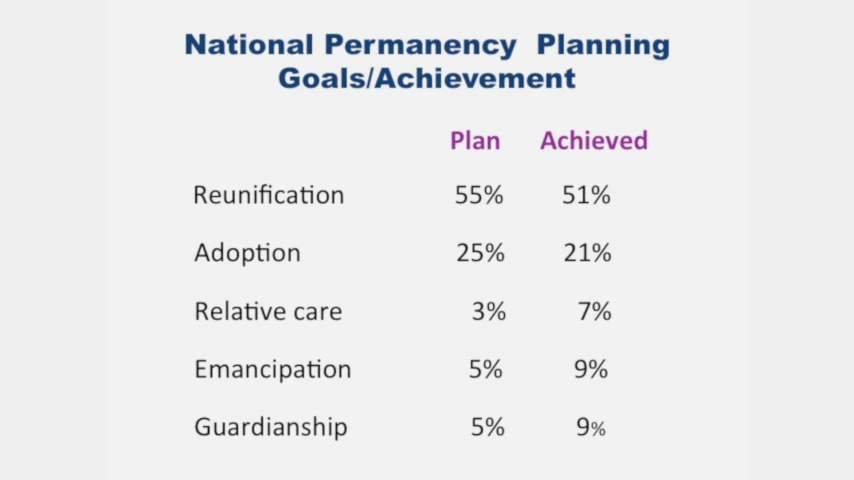 National Permanency Planning
Goals/Achievement
Plan Achieved
Reunification 55% 51%
Adoption 25% 21%
Relative care 3% 7%
Emancipation 5% 9%
Guardianship 5% 9%